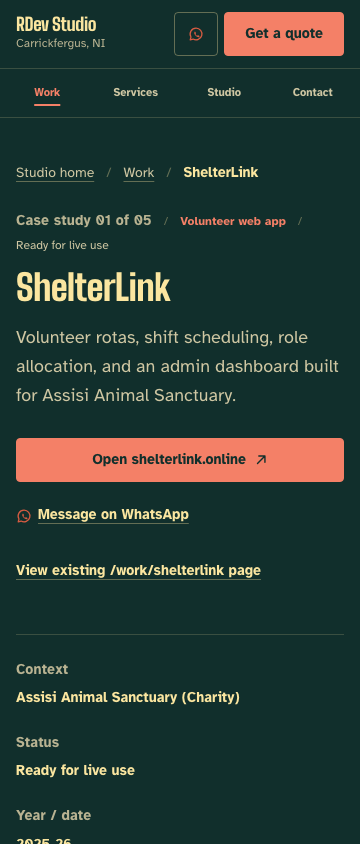 RDev Studio
Carrickfergus, NI
Get a quote
Work
Services
Studio
Contact
Studio home / Work / ShelterLink
Case study 01 of 05 / Volunteer web app /
Ready for live use
ShelterLink
Volunteer rotas, shift scheduling, role
allocation, and an admin dashboard built
for Assisi Animal Sanctuary.
Open shelterlink.online
Message on WhatsApp
View existing /work/shelterlink page
Context
Assisi Animal Sanctuary (Charity)
Status
Ready for live use
Year / date
2025-26